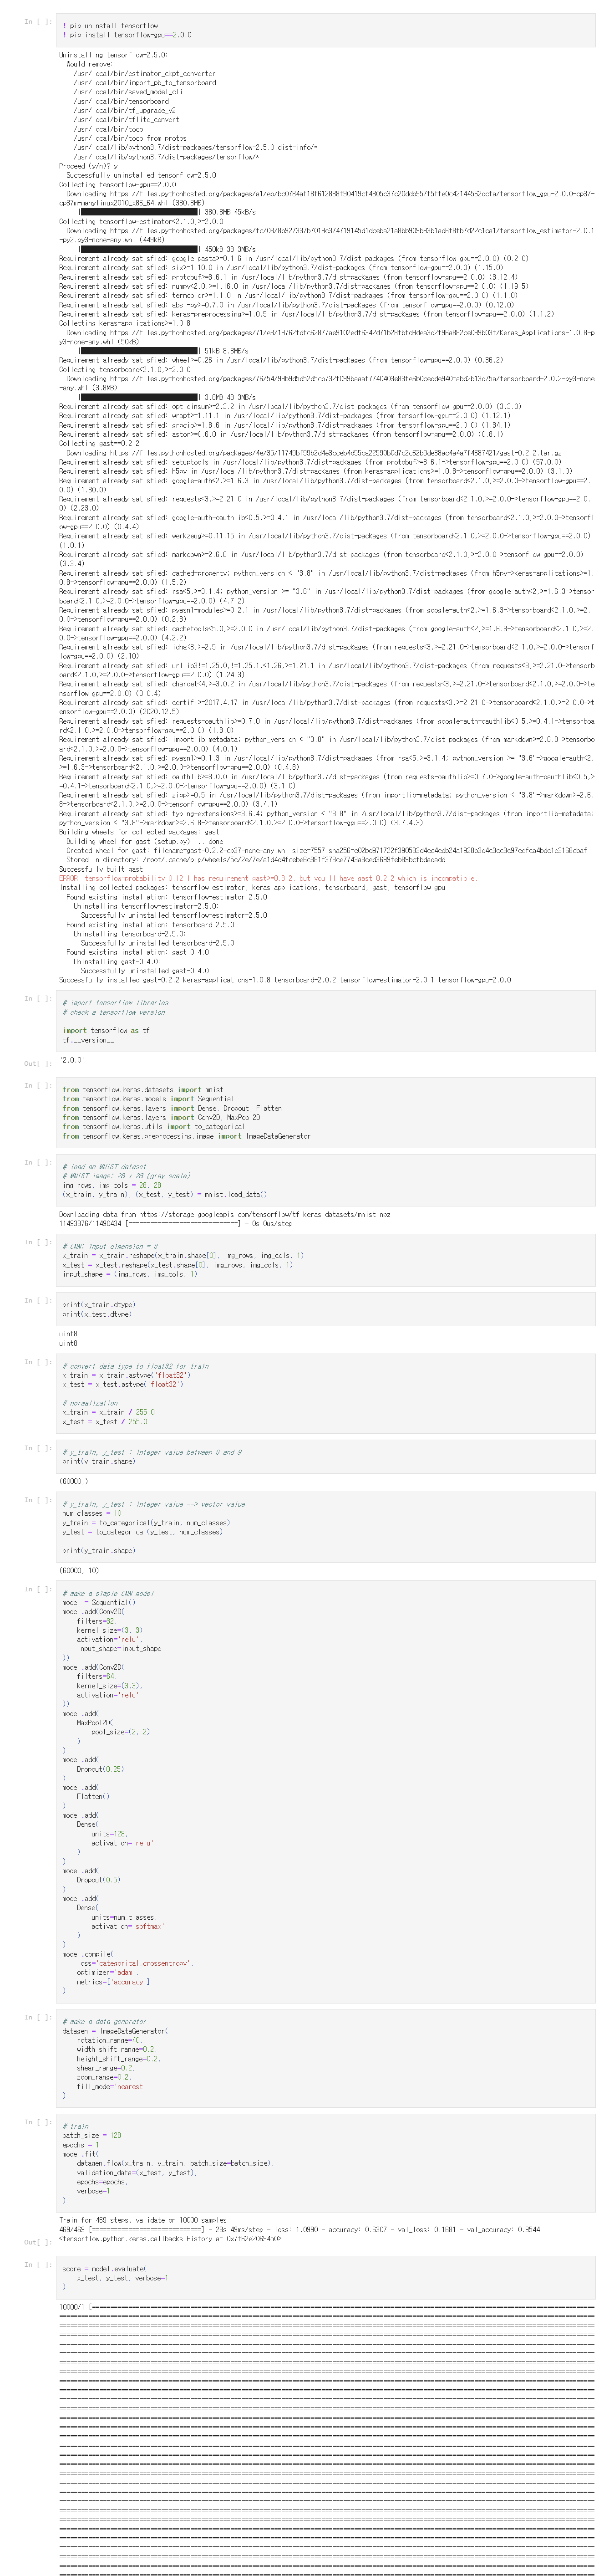 In [ ]:
! pip uninstall tensorflow
! pip install tensorflow-gpu==2.0.0
Uninstalling tensorflow-2.5.0:
Would remove:
/usr/local/bin/estimator_ckpt_converter
/usr/local/bin/import_pb_to_tensorboard
/usr/local/bin/saved_model_cli
/usr/local/bin/tensorboard
/usr/local/bin/tf_upgrade_v2
/usr/local/bin/tflite_convert
/usr/local/bin/toco
/usr/local/bin/toco_from_protos
/usr/local/lib/python3.7/dist-packages/tensorflow-2.5.0.dist-info/*
/usr/local/lib/python3.7/dist-packages/tensorflow/*
Proceed (y/n)? y
Successfully uninstalled tensorflow-2.5.0
Collecting tensorflow-gpu==2.0.0
Downloading
cp37m-manylinux2010_x86_64.whl (380.8MB)
| 380.8MB 45kB/s
Collecting tensorflow-estimator<2.1.0,>=2.0.0
Downloading
-py2.py3-none-any.whl (449kB)
| 450kB 38.3MB/s
Requirement already satisfied: google-pasta>=0.1.6 in /usr/local/lib/python3.7/dist-packages (from tensorflow-gpu==2.0.0) (0.2.0)
Requirement already satisfied: six>=1.10.0 in /usr/local/lib/python3.7/dist-packages (from tensorflow-gpu==2.0.0) (1.15.0)
Requirement already satisfied: protobuf>=3.6.1 in /usr/local/lib/python3.7/dist-packages (from tensorflow-gpu==2.0.0) (3.12.4)
Requirement already satisfied: numpy<2.0,>=1.16.0 in /usr/local/lib/python3.7/dist-packages (from tensorflow-gpu==2.0.0) (1.19.5)
Requirement already satisfied: termcolor>=1.1.0 in /usr/local/lib/python3.7/dist-packages (from tensorflow-gpu==2.0.0) (1.1.0)
Requirement already satisfied: absl-py>=0.7.0 in /usr/local/lib/python3.7/dist-packages (from tensorflow-gpu==2.0.0) (0.12.0)
Requirement already satisfied: keras-preprocessing>=1.0.5 in /usr/local/lib/python3.7/dist-packages (from tensorflow-gpu==2.0.0) (1.1.2)
Collecting keras-applications>=1.0.8
Downloading
y3-none-any.whl (50kB)
| 51kB 8.3MB/s
Requirement already satisfied: wheel>=0.26 in /usr/local/lib/python3.7/dist-packages (from tensorflow-gpu==2.0.0) (0.36.2)
Collecting tensorboard<2.1.0,>=2.0.0
Downloading
-any.whl (3.8MB)
| 3.8MB 43.3MB/s
Requirement already satisfied: opt-einsum>=2.3.2 in /usr/local/lib/python3.7/dist-packages (from tensorflow-gpu==2.0.0) (3.3.0)
Requirement already satisfied: wrapt>=1.11.1 in /usr/local/lib/python3.7/dist-packages (from tensorflow-gpu==2.0.0) (1.12.1)
Requirement already satisfied: grpcio>=1.8.6 in /usr/local/lib/python3.7/dist-packages (from tensorflow-gpu==2.0.0) (1.34.1)
Requirement already satisfied: astor>=0.6.0 in /usr/local/lib/python3.7/dist-packages (from tensorflow-gpu==2.0.0) (0.8.1)
Collecting gast==0.2.2
Downloading
Requirement already satisfied: setuptools in /usr/local/lib/python3.7/dist-packages (from protobuf>=3.6.1->tensorflow-gpu==2.0.0) (57.0.0)
Requirement already satisfied: h5py in /usr/local/lib/python3.7/dist-packages (from keras-applications>=1.0.8->tensorflow-gpu==2.0.0) (3.1.0)
Requirement already satisfied: google-auth<2,>=1.6.3 in /usr/local/lib/python3.7/dist-packages (from tensorboard<2.1.0,>=2.0.0->tensorflow-gpu==2.
0.0) (1.30.0)
Requirement already satisfied: requests<3,>=2.21.0 in /usr/local/lib/python3.7/dist-packages (from tensorboard<2.1.0,>=2.0.0->tensorflow-gpu==2.0.
0) (2.23.0)
Requirement already satisfied: google-auth-oauthlib<0.5,>=0.4.1 in /usr/local/lib/python3.7/dist-packages (from tensorboard<2.1.0,>=2.0.0->tensorfl
ow-gpu==2.0.0) (0.4.4)
Requirement already satisfied: werkzeug>=0.11.15 in /usr/local/lib/python3.7/dist-packages (from tensorboard<2.1.0,>=2.0.0->tensorflow-gpu==2.0.0)
(1.0.1)
Requirement already satisfied: markdown>=2.6.8 in /usr/local/lib/python3.7/dist-packages (from tensorboard<2.1.0,>=2.0.0->tensorflow-gpu==2.0.0)
(3.3.4)
Requirement already satisfied: cached-property; python_version < "3.8" in /usr/local/lib/python3.7/dist-packages (from h5py->keras-applications>=1.
0.8->tensorflow-gpu==2.0.0) (1.5.2)
Requirement already satisfied: rsa<5,>=3.1.4; python_version >= "3.6" in /usr/local/lib/python3.7/dist-packages (from google-auth<2,>=1.6.3->tensor
board<2.1.0,>=2.0.0->tensorflow-gpu==2.0.0) (4.7.2)
Requirement already satisfied: pyasn1-modules>=0.2.1 in /usr/local/lib/python3.7/dist-packages (from google-auth<2,>=1.6.3->tensorboard<2.1.0,>=2.
0.0->tensorflow-gpu==2.0.0) (0.2.8)
Requirement already satisfied: cachetools<5.0,>=2.0.0 in /usr/local/lib/python3.7/dist-packages (from google-auth<2,>=1.6.3->tensorboard<2.1.0,>=2.
0.0->tensorflow-gpu==2.0.0) (4.2.2)
Requirement already satisfied: idna<3,>=2.5 in /usr/local/lib/python3.7/dist-packages (from requests<3,>=2.21.0->tensorboard<2.1.0,>=2.0.0->tensorf
low-gpu==2.0.0) (2.10)
Requirement already satisfied: urllib3!=1.25.0,!=1.25.1,<1.26,>=1.21.1 in /usr/local/lib/python3.7/dist-packages (from requests<3,>=2.21.0->tensorb
oard<2.1.0,>=2.0.0->tensorflow-gpu==2.0.0) (1.24.3)
Requirement already satisfied: chardet<4,>=3.0.2 in /usr/local/lib/python3.7/dist-packages (from requests<3,>=2.21.0->tensorboard<2.1.0,>=2.0.0->te
nsorflow-gpu==2.0.0) (3.0.4)
Requirement already satisfied: certifi>=2017.4.17 in /usr/local/lib/python3.7/dist-packages (from requests<3,>=2.21.0->tensorboard<2.1.0,>=2.0.0->t
ensorflow-gpu==2.0.0) (2020.12.5)
Requirement already satisfied: requests-oauthlib>=0.7.0 in /usr/local/lib/python3.7/dist-packages (from google-auth-oauthlib<0.5,>=0.4.1->tensorboa
rd<2.1.0,>=2.0.0->tensorflow-gpu==2.0.0) (1.3.0)
Requirement already satisfied: importlib-metadata; python_version < "3.8" in /usr/local/lib/python3.7/dist-packages (from markdown>=2.6.8->tensorbo
ard<2.1.0,>=2.0.0->tensorflow-gpu==2.0.0) (4.0.1)
Requirement already satisfied: pyasn1>=0.1.3 in /usr/local/lib/python3.7/dist-packages (from rsa<5,>=3.1.4; python_version >= "3.6"->google-auth<2,
>=1.6.3->tensorboard<2.1.0,>=2.0.0->tensorflow-gpu==2.0.0) (0.4.8)
Requirement already satisfied: oauthlib>=3.0.0 in /usr/local/lib/python3.7/dist-packages (from requests-oauthlib>=0.7.0->google-auth-oauthlib<0.5,>
=0.4.1->tensorboard<2.1.0,>=2.0.0->tensorflow-gpu==2.0.0) (3.1.0)
Requirement already satisfied: zipp>=0.5 in /usr/local/lib/python3.7/dist-packages (from importlib-metadata; python_version < "3.8"->markdown>=2.6.
8->tensorboard<2.1.0,>=2.0.0->tensorflow-gpu==2.0.0) (3.4.1)
Requirement already satisfied: typing-extensions>=3.6.4; python_version < "3.8" in /usr/local/lib/python3.7/dist-packages (from importlib-metadata;
python_version < "3.8"->markdown>=2.6.8->tensorboard<2.1.0,>=2.0.0->tensorflow-gpu==2.0.0) (3.7.4.3)
Building wheels for collected packages: gast
Building wheel for gast (setup.py) ... done
Created wheel for gast: filename=gast-0.2.2-cp37-none-any.whl size=7557
Stored in directory:
Successfully built gast
ERROR: tensorflow-probability 0.12.1 has requirement gast>=0.3.2, but you'll have gast 0.2.2 which is incompatible.
Installing collected packages: tensorflow-estimator, keras-applications, tensorboard, gast, tensorflow-gpu
Found existing installation: tensorflow-estimator 2.5.0
Uninstalling tensorflow-estimator-2.5.0:
Successfully uninstalled tensorflow-estimator-2.5.0
Found existing installation: tensorboard 2.5.0
Uninstalling tensorboard-2.5.0:
Successfully uninstalled tensorboard-2.5.0
Found existing installation: gast 0.4.0
Uninstalling gast-0.4.0:
Successfully uninstalled gast-0.4.0
Successfully installed gast-0.2.2 keras-applications-1.0.8 tensorboard-2.0.2 tensorflow-estimator-2.0.1 tensorflow-gpu-2.0.0
In [ ]:
# import tensorflow libraries
# check a tensorflow version
import tensorflow as tf
tf.__version__
Out[ ]:
'2.0.0'
In [ ]:
from tensorflow.keras.datasets import mnist
from tensorflow.keras.models import Sequential
from tensorflow.keras.layers import Dense, Dropout, Flatten
from tensorflow.keras.layers import Conv2D, MaxPool2D
from tensorflow.keras.utils import to_categorical
from tensorflow.keras.preprocessing.image import ImageDataGenerator
In [ ]:
# load an MNIST dataset
# MNIST image: 28 x 28 (gray scale)
img_rows, img_cols = 28, 28
(x_train, y_train), (x_test, y_test) = mnist.load_data()
Downloading data from https://storage.googleapis.com/tensorflow/tf-keras-datasets/mnist.npz
11493376/11490434 [==============================] - 0s 0us/step
In [ ]:
# CNN: input dimension = 3
x_train = x_train.reshape(x_train.shape[0], img_rows, img_cols, 1)
x_test = x_test.reshape(x_test.shape[0], img_rows, img_cols, 1)
input_shape = (img_rows, img_cols, 1)
In [ ]:
print(x_train.dtype)
print(x_test.dtype)
uint8
uint8
In [ ]:
# convert data type to float32 for train
x_train = x_train.astype('float32')
x_test = x_test.astype('float32')
# normalization
x_train = x_train / 255.0
x_test = x_test / 255.0
In [ ]:
# y_train, y_test : integer value between 0 and 9
print(y_train.shape)
(60000,)
In [ ]:
# y_train, y_test : integer value --> vector value
num_classes = 10
y_train = to_categorical(y_train, num_classes)
y_test = to_categorical(y_test, num_classes)
print(y_train.shape)
(60000, 10)
In [ ]:
# make a simple CNN model
model = Sequential()
model.add(Conv2D(
filters=32,
kernel_size=(3, 3),
activation='relu',
input_shape=input_shape
))
model.add(Conv2D(
filters=64,
kernel_size=(3,3),
activation='relu'
))
model.add(
MaxPool2D(
pool_size=(2, 2)
)
)
model.add(
Dropout(0.25)
)
model.add(
Flatten()
)
model.add(
Dense(
units=128,
activation='relu'
)
)
model.add(
Dropout(0.5)
)
model.add(
Dense(
units=num_classes,
activation='softmax'
)
)
model.compile(
loss='categorical_crossentropy',
optimizer='adam',
metrics=['accuracy']
)
In [ ]:
# make a data generator
datagen = ImageDataGenerator(
rotation_range=40,
width_shift_range=0.2,
height_shift_range=0.2,
shear_range=0.2,
zoom_range=0.2,
fill_mode='nearest'
)
In [ ]:
# train
batch_size = 128
epochs = 1
model.fit(
datagen.flow(x_train, y_train, batch_size=batch_size),
validation_data=(x_test, y_test),
epochs=epochs,
verbose=1
)
Train for 469 steps, validate on 10000 samples
469/469 [==============================] - 23s 49ms/step - loss: 1.0990 - accuracy: 0.6307 - val_loss: 0.1681 - val_accuracy: 0.9544
Out[ ]:
<tensorflow.python.keras.callbacks.History at 0x7f62e2069450>
In [ ]:
score = model.evaluate(
x_test, y_test, verbose=1
)
10000/1 [